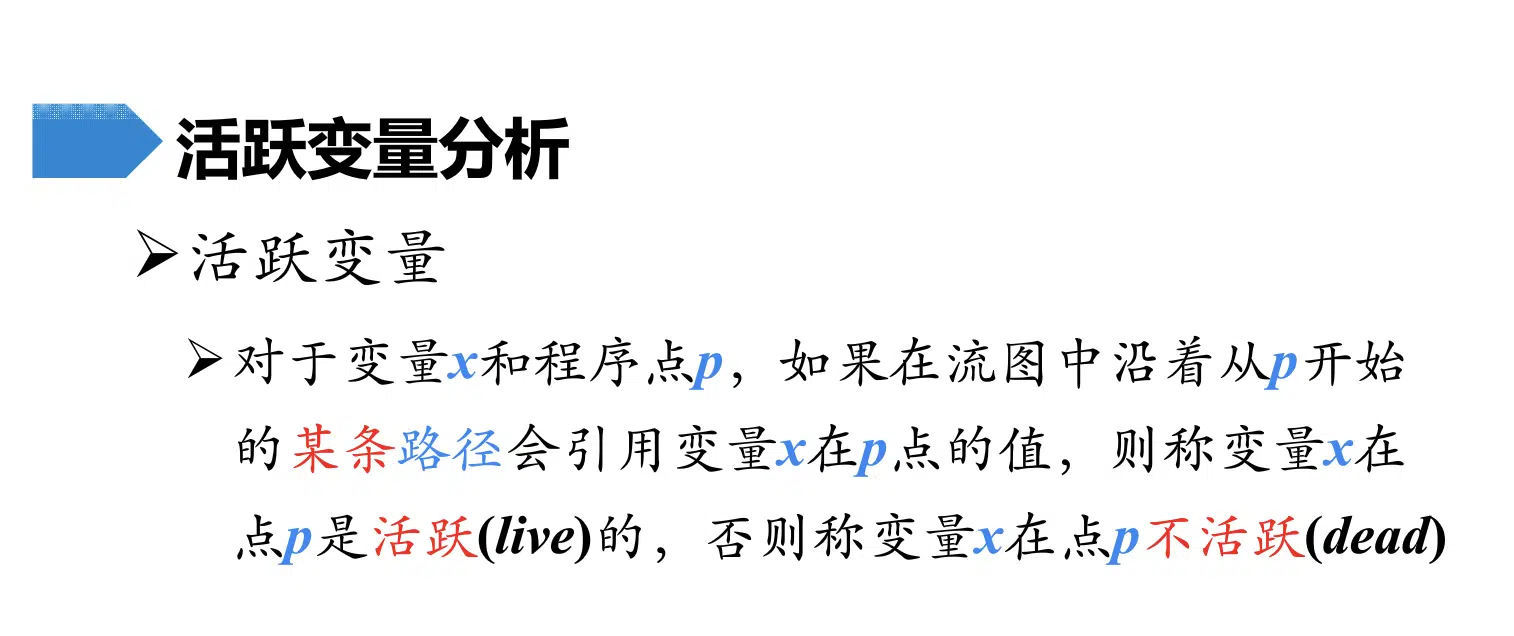 活跃变量分析
➢活跃变量
➢对于变量x和程序点p，如果在流图中沿着从p开始
的某条路径会引用变量x在p点的值，则称变量x在
点p是活跃(live)的，否则称变量x在点p不活跃(dead)